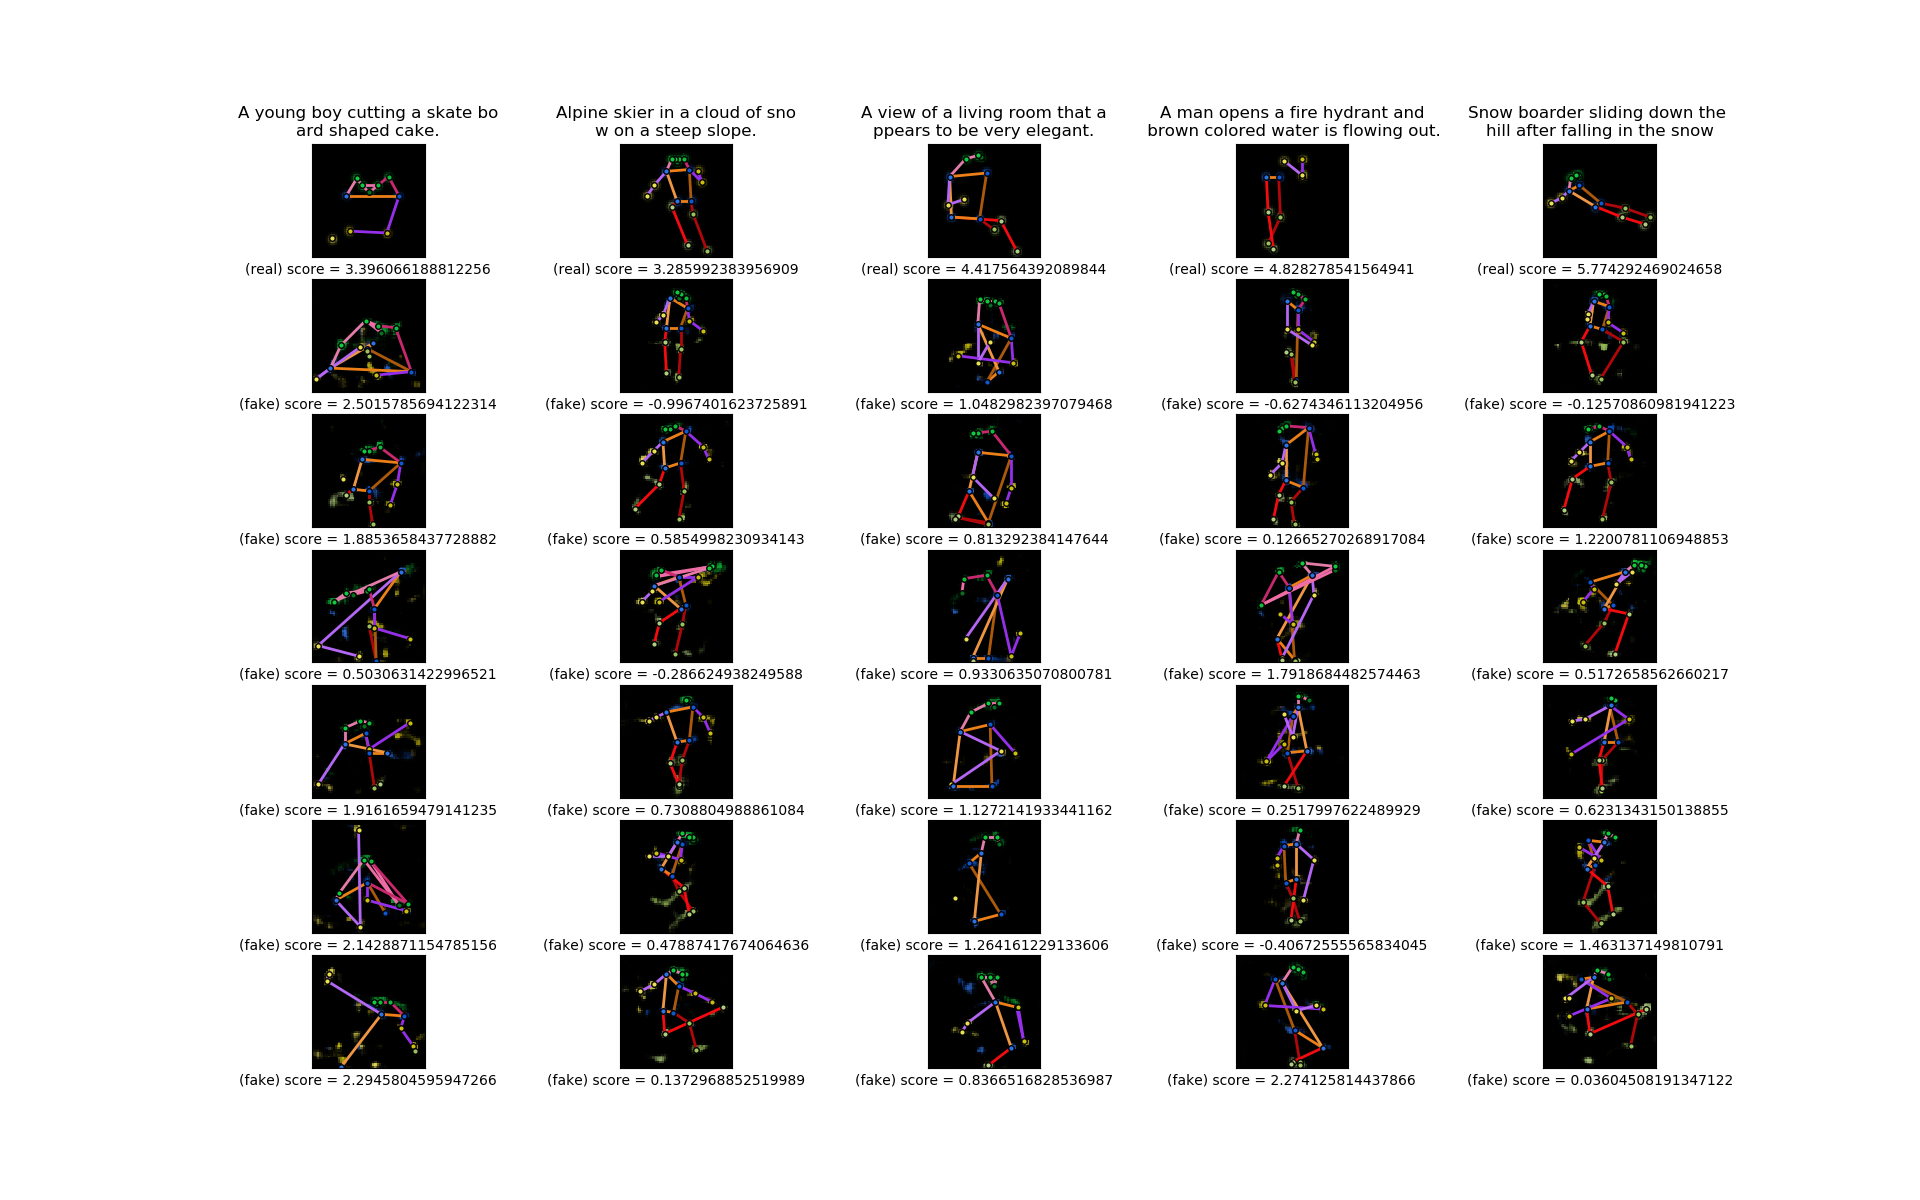 A young boy cutting a skate bo
ard shaped cake.
Alpine skier in a cloud of sno
w on a steep slope.
A view of a living room that a
ppears to be very elegant.
A man opens a fire hydrant and
brown colored water is flowing out.
Snow boarder sliding down the
hill after falling in the snow
(real) score = 3.396066188812256
(real) score = 3.285992383956909
(real) score = 4.417564392089844
(real) score = 4.828278541564941
(real) score = 5.774292469024658
(fake) score = 2.5015785694122314
(fake) score = -0.9967401623725891
(fake) score = 1.0482982397079468
(fake) score = -0.6274346113204956
(fake) score = -0.12570860981941223
(fake) score = 1.8853658437728882
(fake) score = 0.5854998230934143
(fake) score = 0.813292384147644
(fake) score = 0.12665270268917084
(fake) score = 1.2200781106948853
(fake) score = 0.5030631422996521
(fake) score = -0.286624938249588
(fake) score = 0.9330635070800781
(fake) score = 1.7918684482574463
(fake) score = 0.5172658562660217
(fake) score = 1.9161659479141235
(fake) score = 0.7308804988861084
(fake) score = 1.1272141933441162
(fake) score = 0.2517997622489929
(fake) score = 0.6231343150138855
(fake) score = 2.1428871154785156
(fake) score = 0.47887417674064636
(fake) score = 1.264161229133606
(fake) score = -0.40672555565834045
(fake) score = 1.463137149810791
(fake) score = 2.2945804595947266
(fake) score = 0.1372968852519989
(fake) score = 0.8366516828536987
(fake) score = 2.274125814437866
(fake) score = 0.03604508191347122